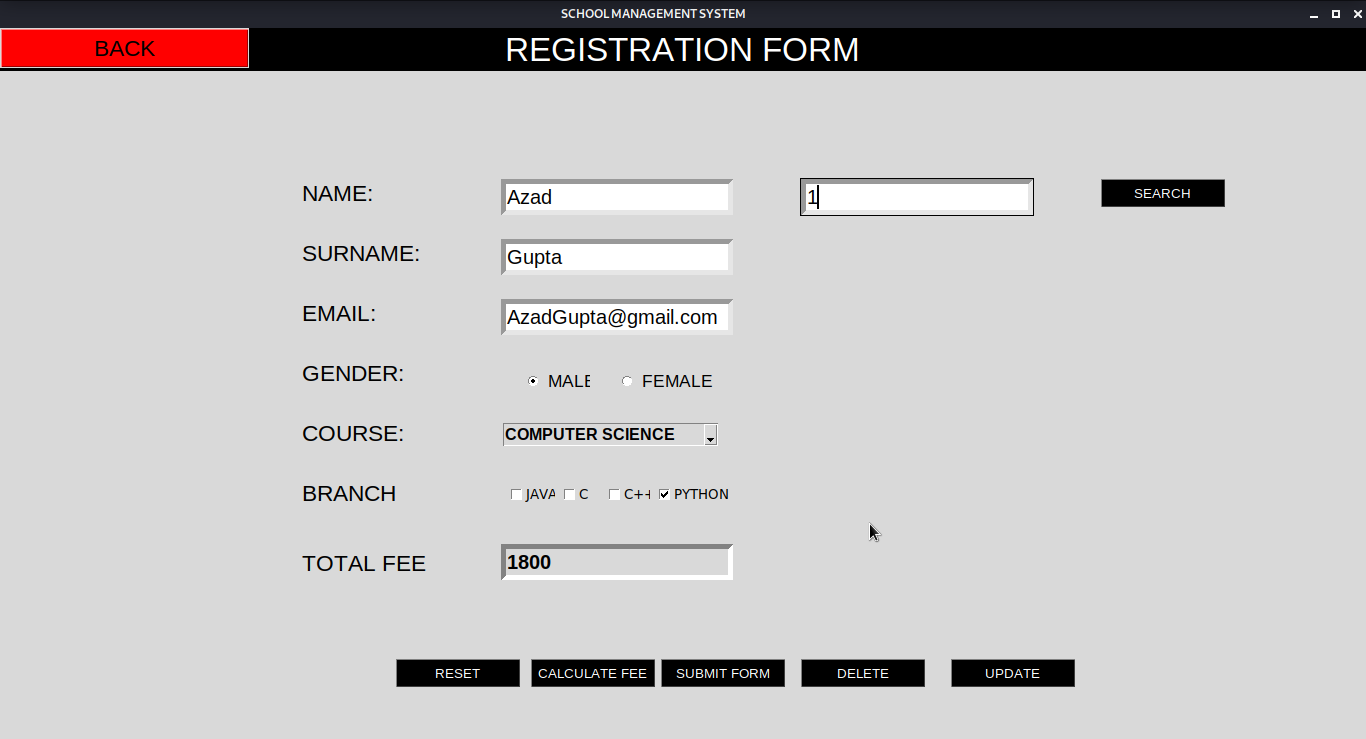 SCHOOL MANAGEMENT SYSTEM
BACK
REGISTRATION FORM
NAME: Azad 1 SEARCH
SURNAME: Gupta
EMAIL: AzadGupta@gmail.com
GENDER: MALE FEMALE
COURSE: COMPUTER SCIENCE
BRANCH JAVA C C++ PYTHON
TOTAL FEE 1800
RESET CALCULATE FEE SUBMIT FORM DELETE UPDATE